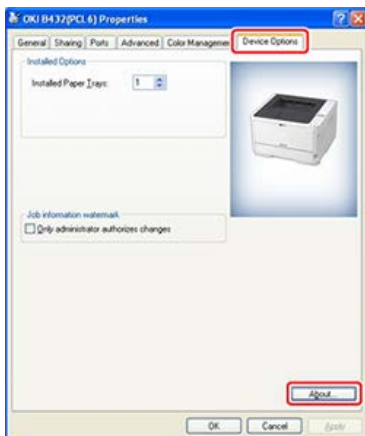 OKI B432(PCL6) Properties
General Sharing Ports Advanced Color Managemen Device Options
Installed Options
Installed Paper Trays: 1
Job information watermark
Only administrator authorizes changes
About...
OK Cancel Apply